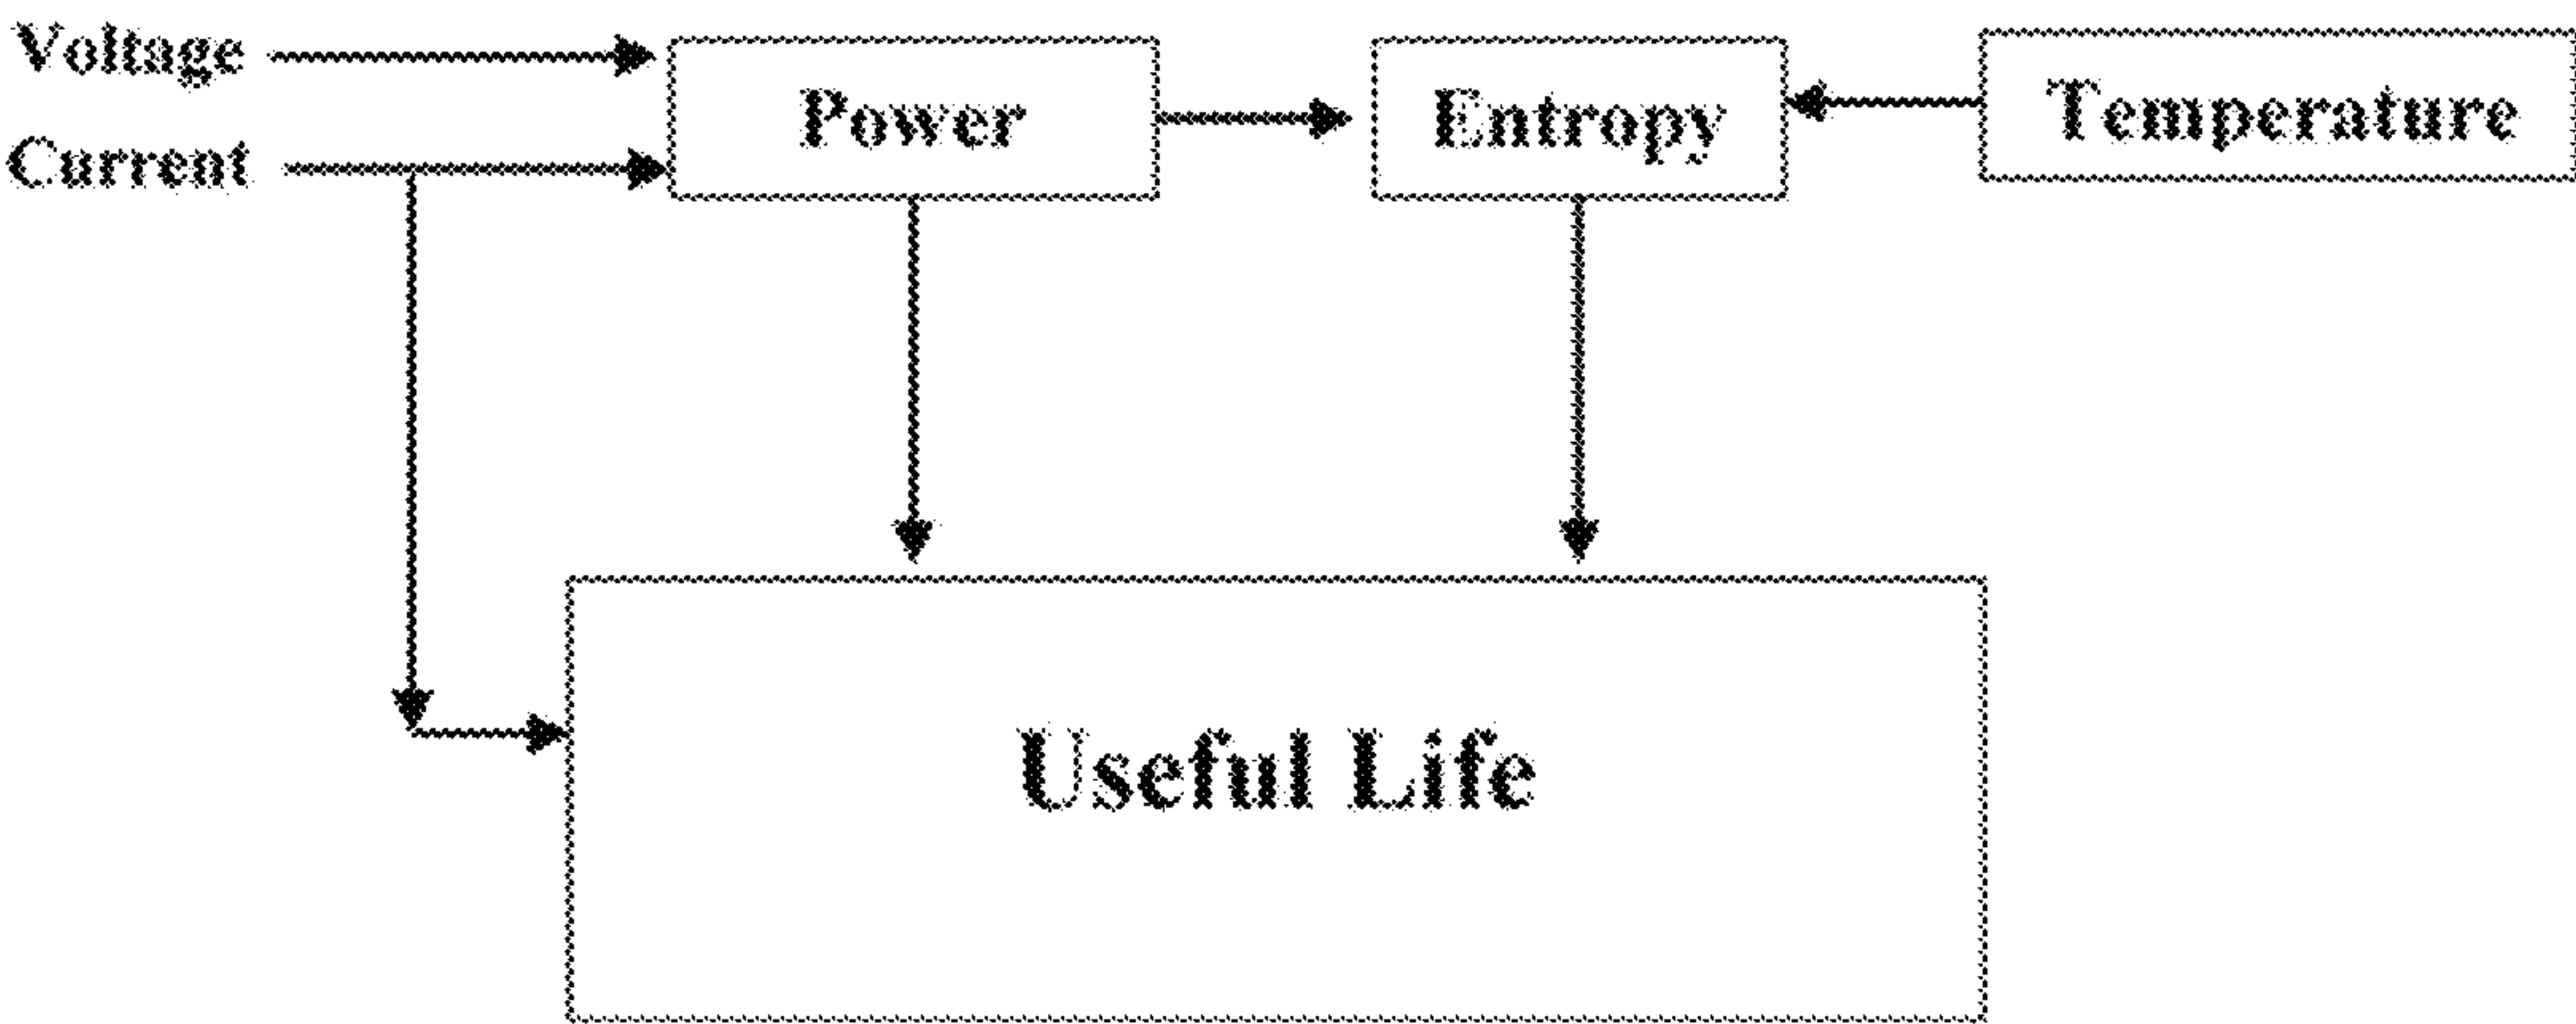 Voltage
Current
Power
Entropy
Temperature
Useful Life